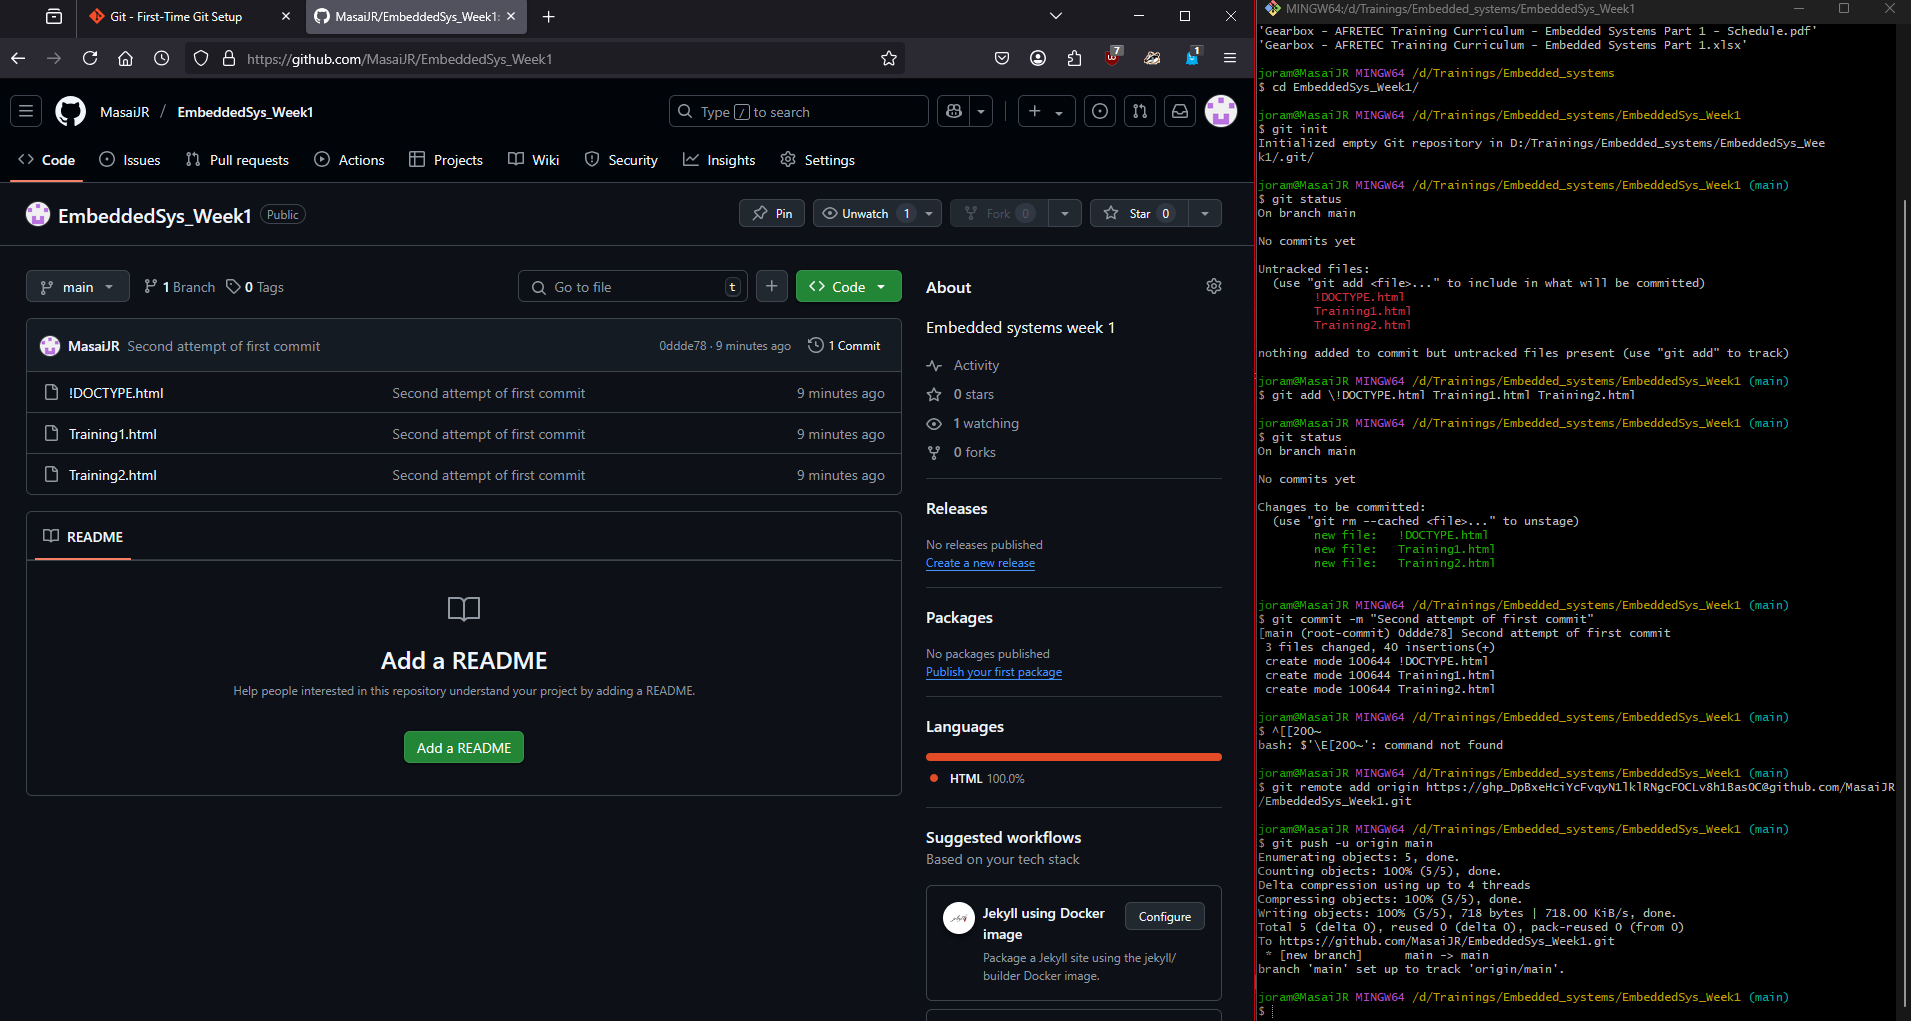 Git - First-Time Git Setup
MasaiJR/EmbeddedSys_Week1:
https://github.com/MasaiJR/EmbeddedSys_Week1
7
1
MasaiJR / EmbeddedSys_Week1
Type / to search
Code
Issues
Pull requests
Actions
Projects
Wiki
Security
Insights
Settings
EmbeddedSys_Week1
Public
Pin
Unwatch 1
Fork 0
Star 0
main
1 Branch
0 Tags
Go to file
t
Code
MasaiJR Second attempt of first commit
0ddde78 · 9 minutes ago
1 Commit
!DOCTYPE.html Second attempt of first commit 9 minutes ago
Training1.html Second attempt of first commit 9 minutes ago
Training2.html Second attempt of first commit 9 minutes ago
README
Add a README
Help people interested in this repository understand your project by adding a README.
Add a README
About
Embedded systems week 1
Activity
0 stars
1 watching
0 forks
Releases
No releases published
Create a new release
Packages
No packages published
Publish your first package
Languages
HTML 100.0%
Suggested workflows
Based on your tech stack
Jekyll using Docker
image
Configure
Package a Jekyll site using the jekyll/
builder Docker image.
MINGW64:/d/Trainings/Embedded_systems/EmbeddedSys_Week1
'Gearbox - AFRETEC Training Curriculum - Embedded Systems Part 1 - Schedule.pdf'
'Gearbox - AFRETEC Training Curriculum - Embedded Systems Part 1.xlsx'
joram@MasaiJR MINGW64 /d/Trainings/Embedded_systems
$ cd EmbeddedSys_Week1/
joram@MasaiJR MINGW64 /d/Trainings/Embedded_systems/EmbeddedSys_Week1
$ git init
Initialized empty Git repository in D:/Trainings/Embedded_systems/EmbeddedSys_Wee
k1/.git/
joram@MasaiJR MINGW64 /d/Trainings/Embedded_systems/EmbeddedSys_Week1 (main)
$ git status
On branch main
No commits yet
Untracked files:
(use "git add <file>..." to include in what will be committed)
!DOCTYPE.html
Training1.html
Training2.html
nothing added to commit but untracked files present (use "git add" to track)
joram@MasaiJR MINGW64 /d/Trainings/Embedded_systems/EmbeddedSys_Week1 (main)
$ git add \!DOCTYPE.html Training1.html Training2.html
joram@MasaiJR MINGW64 /d/Trainings/Embedded_systems/EmbeddedSys_Week1 (main)
$ git status
On branch main
No commits yet
Changes to be committed:
(use "git rm --cached <file>..." to unstage)
new file: !DOCTYPE.html
new file: Training1.html
new file: Training2.html
joram@MasaiJR MINGW64 /d/Trainings/Embedded_systems/EmbeddedSys_Week1 (main)
$ git commit -m "Second attempt of first commit"
[main (root-commit) 0ddde78] Second attempt of first commit
3 files changed, 40 insertions(+)
create mode 100644 !DOCTYPE.html
create mode 100644 Training1.html
create mode 100644 Training2.html
joram@MasaiJR MINGW64 /d/Trainings/Embedded_systems/EmbeddedSys_Week1 (main)
$ ^[[200~
bash: $'\E[200~': command not found
joram@MasaiJR MINGW64 /d/Trainings/Embedded_systems/EmbeddedSys_Week1 (main)
$ git remote add origin https://@github.com/MasaiJR
/EmbeddedSys_Week1.git
joram@MasaiJR MINGW64 /d/Trainings/Embedded_systems/EmbeddedSys_Week1 (main)
$ git push -u origin main
Enumerating objects: 5, done.
Counting objects: 100% (5/5), done.
Delta compression using up to 4 threads
Compressing objects: 100% (5/5), done.
Writing objects: 100% (5/5), 718 bytes | 718.00 KiB/s, done.
Total 5 (delta 0), reused 0 (delta 0), pack-reused 0 (from 0)
To https://github.com/MasaiJR/EmbeddedSys_Week1.git
* [new branch] main -> main
branch 'main' set up to track 'origin/main'.
joram@MasaiJR MINGW64 /d/Trainings/Embedded_systems/EmbeddedSys_Week1 (main)
$